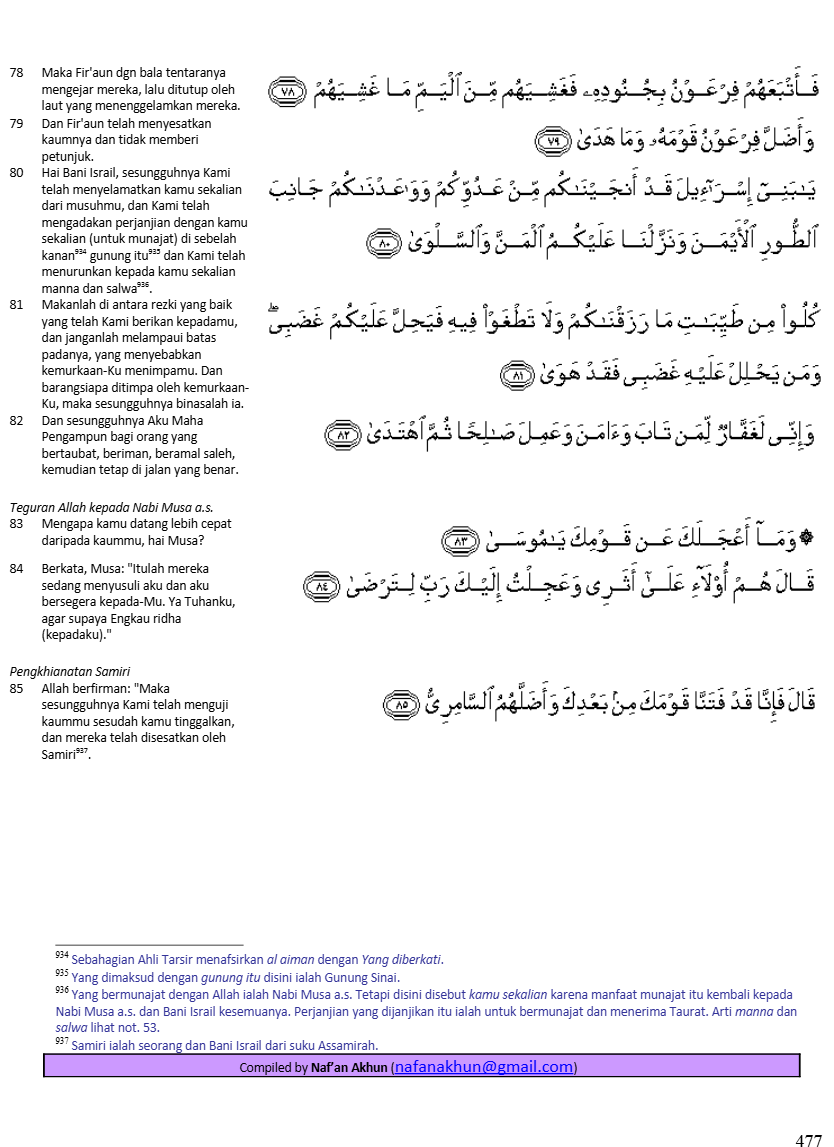 78 Maka Fir'aun dgn bala tentaranya
mengejar mereka, lalu ditutup oleh
laut yang menenggelamkan mereka.
فَأَتْبَعَهُمْ فِرْعَوْنُ بِجُنُودِهِۦ فَغَشِيَهُم مِّنَ ٱلْيَمِّ مَا غَشِيَهُمْ ٧٨
79 Dan Fir'aun telah menyesatkan
kaumnya dan tidak memberi
petunjuk.
وَأَضَلَّ فِرْعَوْنُ قَوْمَهُۥ وَمَا هَدَىٰ ٧٩
80 Hai Bani Israil, sesungguhnya Kami
telah menyelamatkan kamu sekalian
dari musuhmu, dan Kami telah
mengadakan perjanjian dengan kamu
sekalian (untuk munajat) di sebelah
kanan934 gunung itu935 dan Kami telah
menurunkan kepada kamu sekalian
manna dan salwa936.
يَـٰبَنِىٓ إِسْرَٰٓءِيلَ قَدْ أَنجَيْنَـٰكُم مِّنْ عَدُوِّكُمْ وَوَٰعَدْنَـٰكُمْ جَانِبَ
ٱلطُّورِ ٱلْأَيْمَنَ وَنَزَّلْنَا عَلَيْكُمُ ٱلْمَنَّ وَٱلسَّلْوَىٰ ٨٠
81 Makanlah di antara rezki yang baik
yang telah Kami berikan kepadamu,
dan janganlah melampaui batas
padanya, yang menyebabkan
kemurkaan-Ku menimpamu. Dan
barangsiapa ditimpa oleh kemurkaan-
Ku, maka sesungguhnya binasalah ia.
كُلُوا۟ مِن طَيِّبَـٰتِ مَا رَزَقْنَـٰكُمْ وَلَا تَطْغَوْا۟ فِيهِ فَيَحِلَّ عَلَيْكُمْ غَضَبِى ۖ
وَمَن يَحْلِلْ عَلَيْهِ غَضَبِى فَقَدْ هَوَىٰ ٨١
82 Dan sesungguhnya Aku Maha
Pengampun bagi orang yang
bertaubat, beriman, beramal saleh,
kemudian tetap di jalan yang benar.
وَإِنِّى لَغَفَّارٌ لِّمَن تَابَ وَءَامَنَ وَعَمِلَ صَـٰلِحًا ثُمَّ ٱهْتَدَىٰ ٨٢
Teguran Allah kepada Nabi Musa a.s.
83 Mengapa kamu datang lebih cepat
daripada kaummu, hai Musa?
۞ وَمَآ أَعْجَلَكَ عَن قَوْمِكَ يَـٰمُوسَىٰ ٨٣
84 Berkata, Musa: "Itulah mereka
sedang menyusuli aku dan aku
bersegera kepada-Mu. Ya Tuhanku,
agar supaya Engkau ridha
(kepadaku)."
قَالَ هُمْ أُو۟لَآءِ عَلَىٰٓ أَثَرِى وَعَجِلْتُ إِلَيْكَ رَبِّ لِتَرْضَىٰ ٨٤
Pengkhianatan Samiri
85 Allah berfirman: "Maka
sesungguhnya Kami telah menguji
kaummu sesudah kamu tinggalkan,
dan mereka telah disesatkan oleh
Samiri937.
قَالَ فَإِنَّا قَدْ فَتَنَّا قَوْمَكَ مِنۢ بَعْدِكَ وَأَضَلَّهُمُ ٱلسَّامِرِىُّ ٨٥
934 Sebahagian Ahli Tarsir menafsirkan al aiman dengan Yang diberkati.
935 Yang dimaksud dengan gunung itu disini ialah Gunung Sinai.
936 Yang bermunajat dengan Allah ialah Nabi Musa a.s. Tetapi disini disebut kamu sekalian karena manfaat munajat itu kembali kepada
Nabi Musa a.s. dan Bani Israil kesemuanya. Perjanjian yang dijanjikan itu ialah untuk bermunajat dan menerima Taurat. Arti manna dan
salwa lihat not. 53.
937 Samiri ialah seorang dan Bani Israil dari suku Assamirah.
Compiled by Naf'an Akhun (nafanakhun@gmail.com)
477